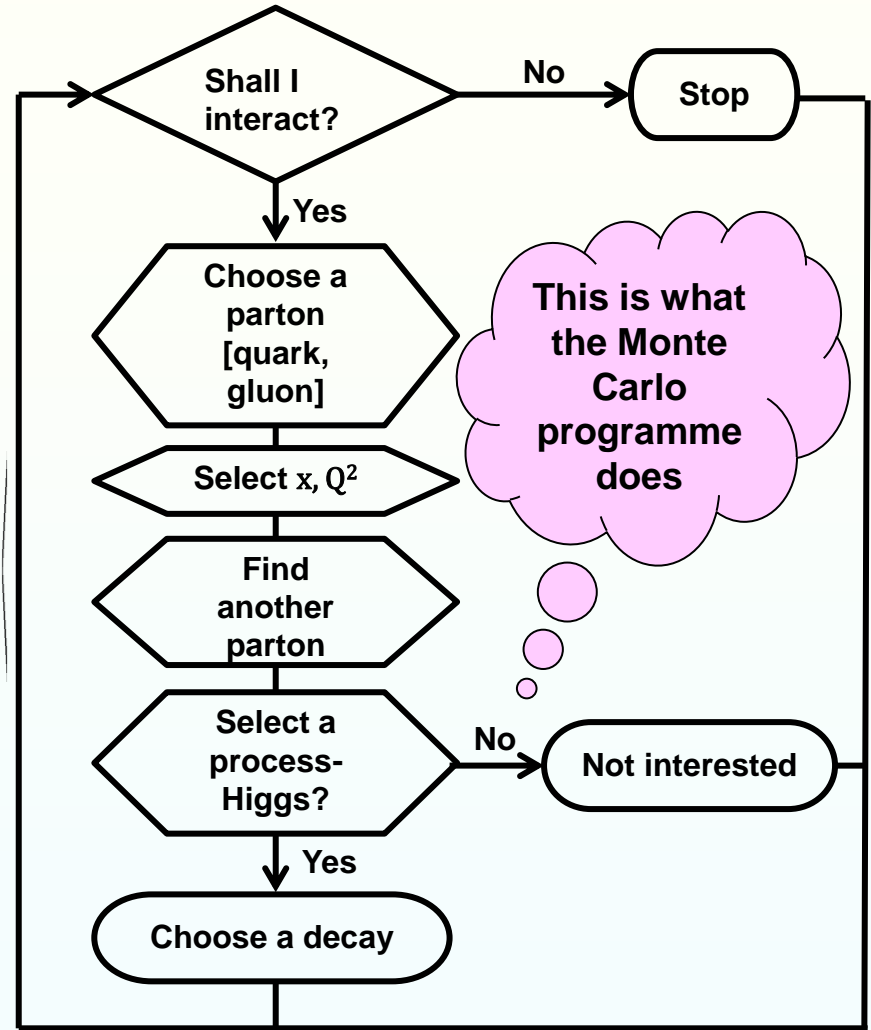 Shall I
interact?
No
Stop
Yes
Choose a
parton
[quark,
gluon]
This is what
the Monte
Carlo
programme
does
Select x, Q²
Find
another
parton
Select a
process-
Higgs?
No
Not interested
Yes
Choose a decay